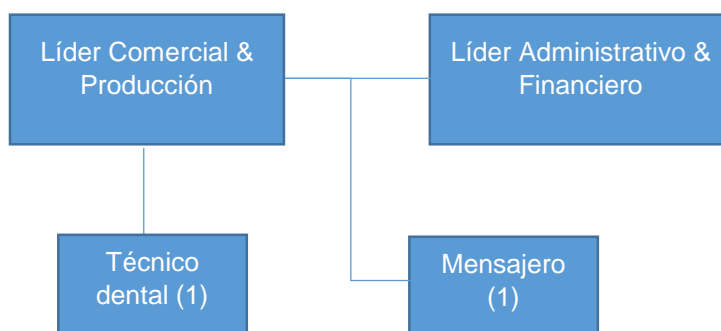 Líder Comercial &
Producción
Líder Administrativo &
Financiero
Técnico
dental (1)
Mensajero
(1)